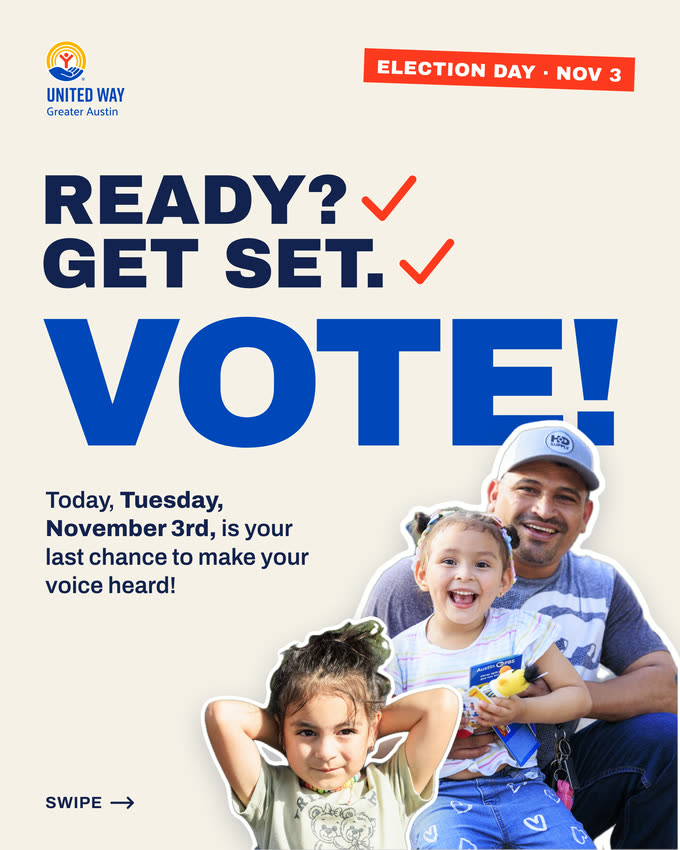 UNITED WAY
Greater Austin
ELECTION DAY · NOV 3
READY?
GET SET.
VOTE!
Today, Tuesday,
November 3rd, is your
last chance to make your
voice heard!
SWIPE